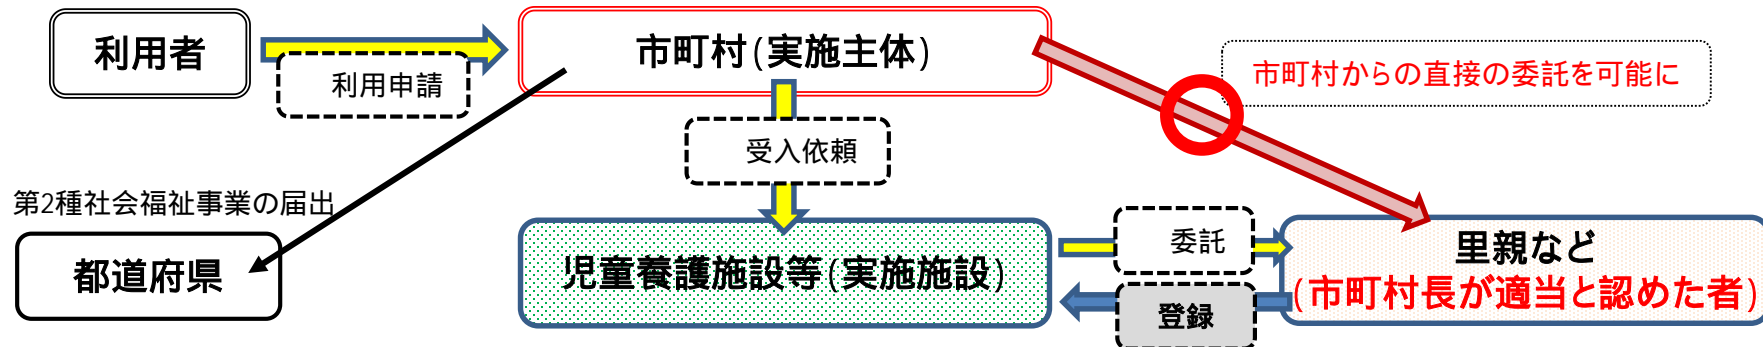 利用者
市町村(実施主体)
市町村からの直接の委託を可能に
利用申請
受入依頼
第2種社会福祉事業の届出
都道府県
児童養護施設等(実施施設)
委託
登録
里親など
(市町村長が適当と認めた者)